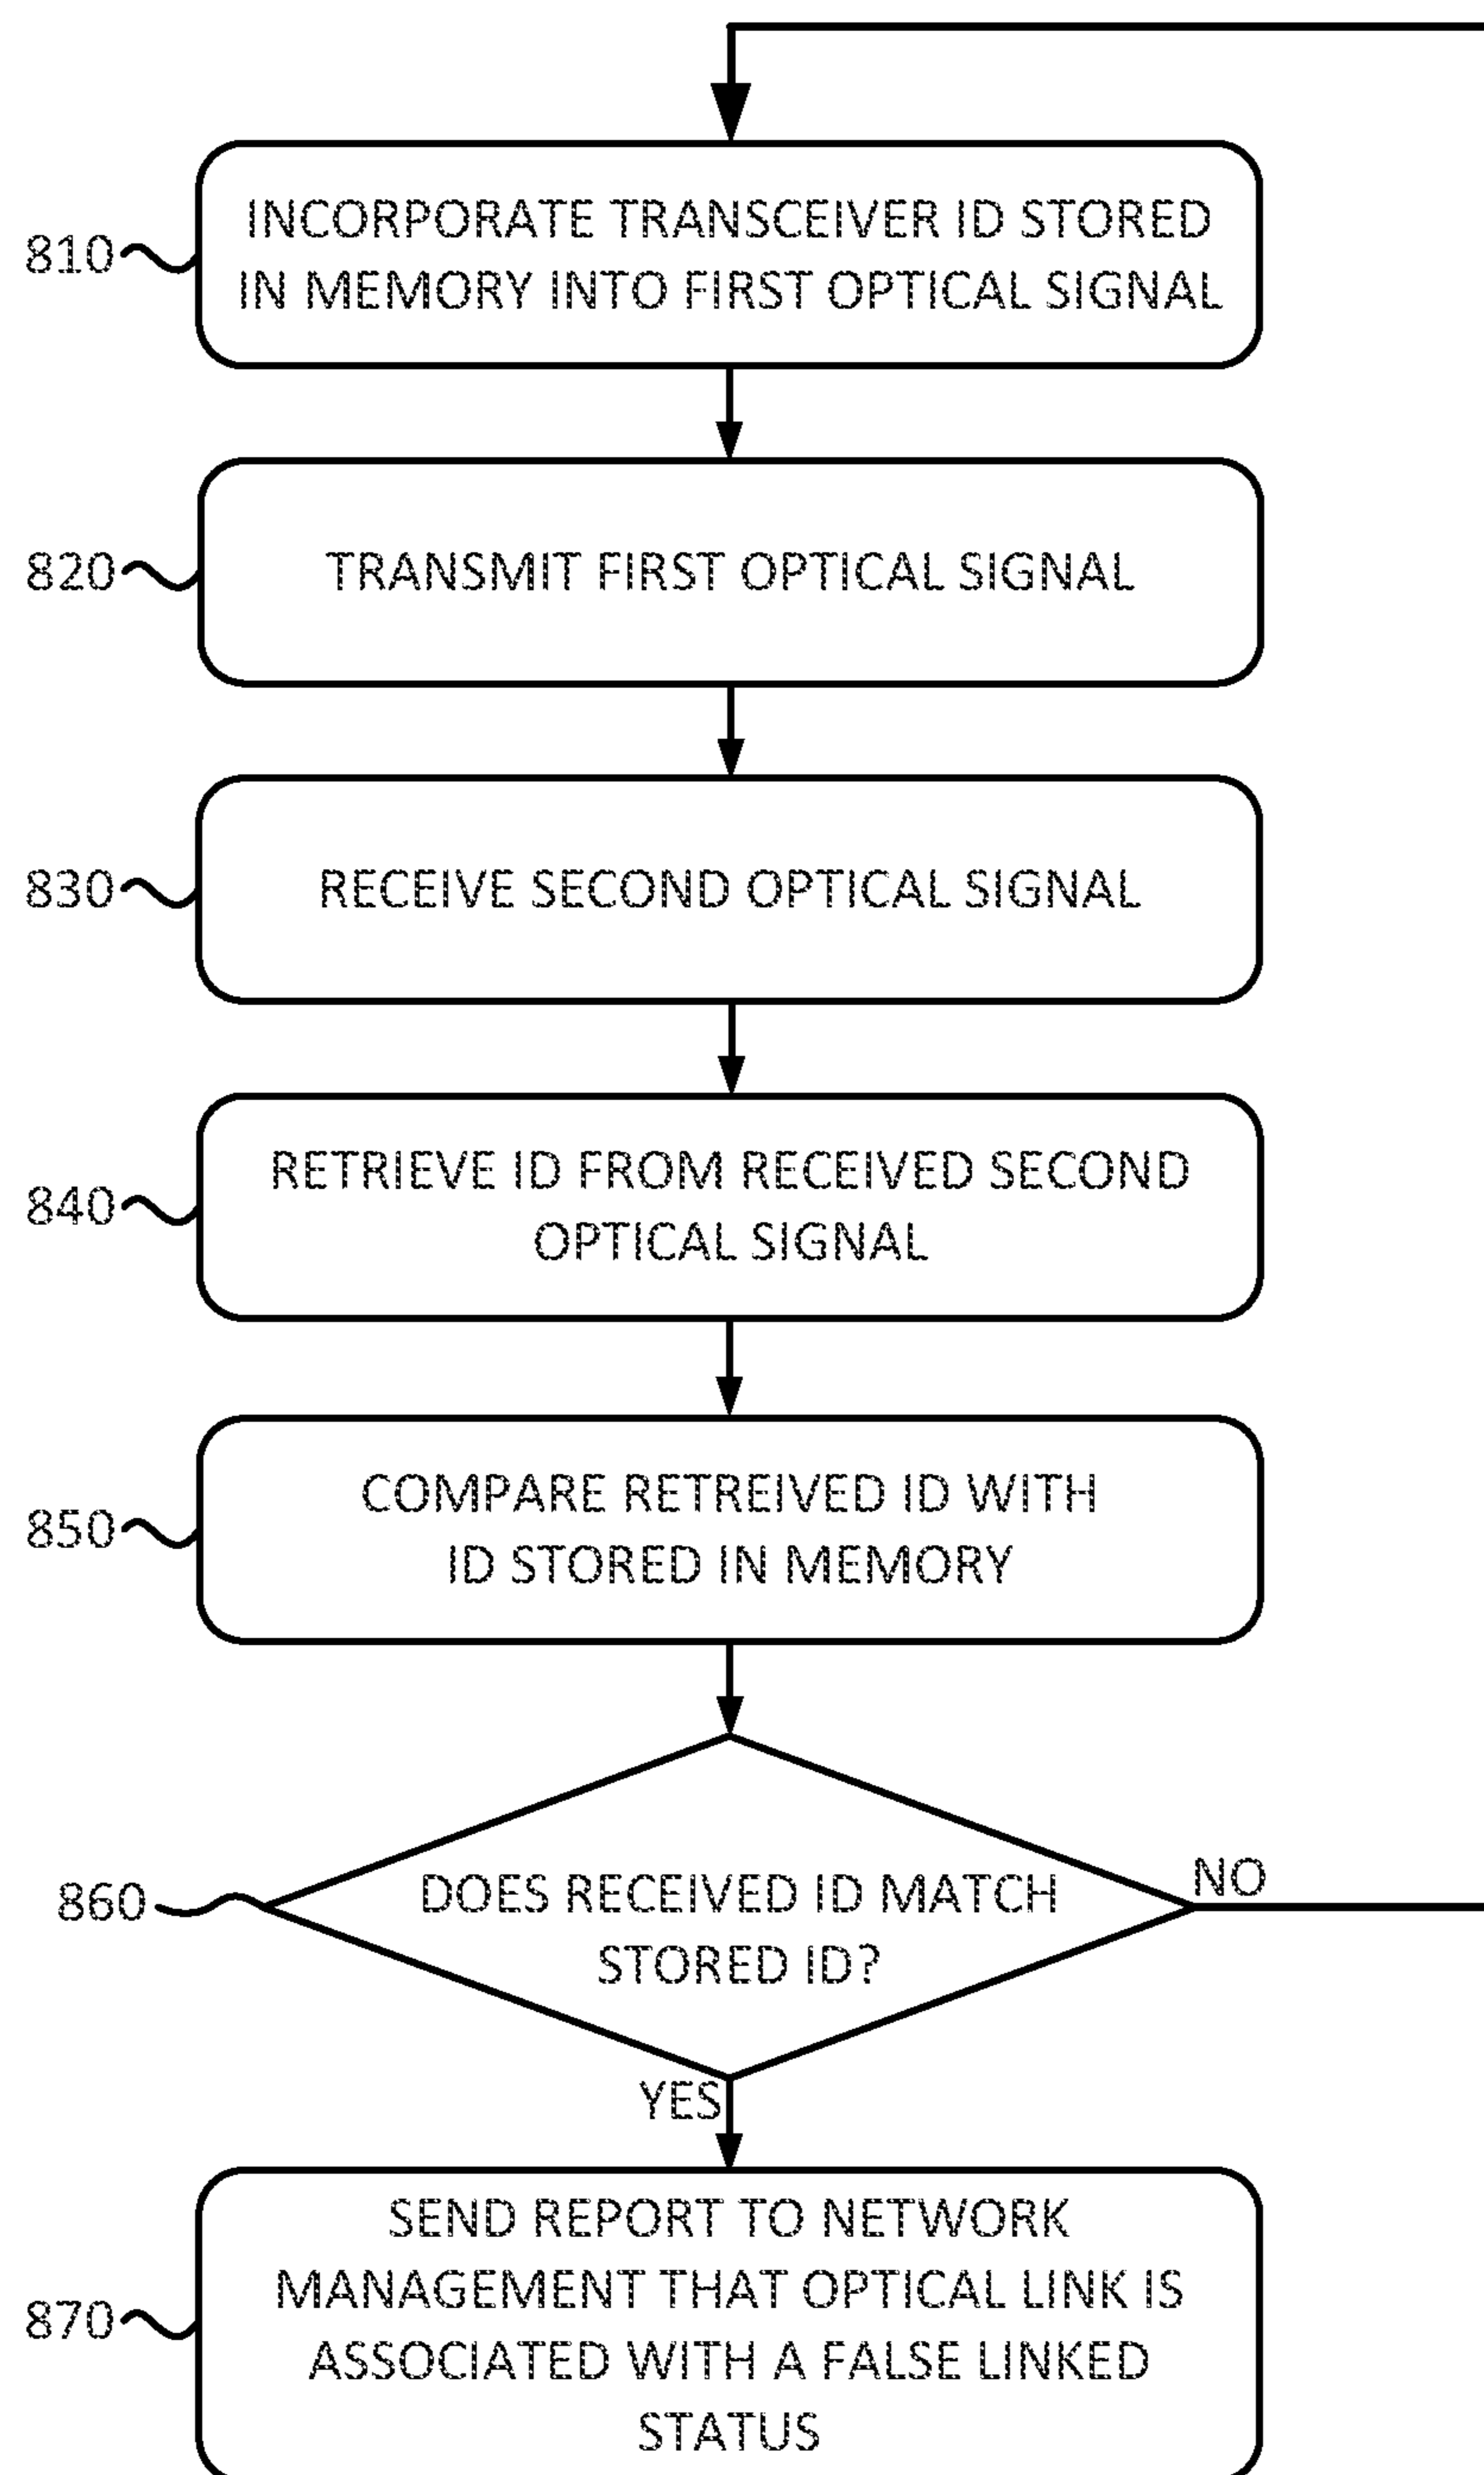 810
INCORPORATE TRANSCEIVER ID STORED
IN MEMORY INTO FIRST OPTICAL SIGNAL
820
TRANSMIT FIRST OPTICAL SIGNAL
830
RECEIVE SECOND OPTICAL SIGNAL
840
RETRIEVE ID FROM RECEIVED SECOND
OPTICAL SIGNAL
850
COMPARE RETREIVED ID WITH
ID STORED IN MEMORY
860
DOES RECEIVED ID MATCH
STORED ID?
NO
YES
870
SEND REPORT TO NETWORK
MANAGEMENT THAT OPTICAL LINK IS
ASSOCIATED WITH A FALSE LINKED
STATUS